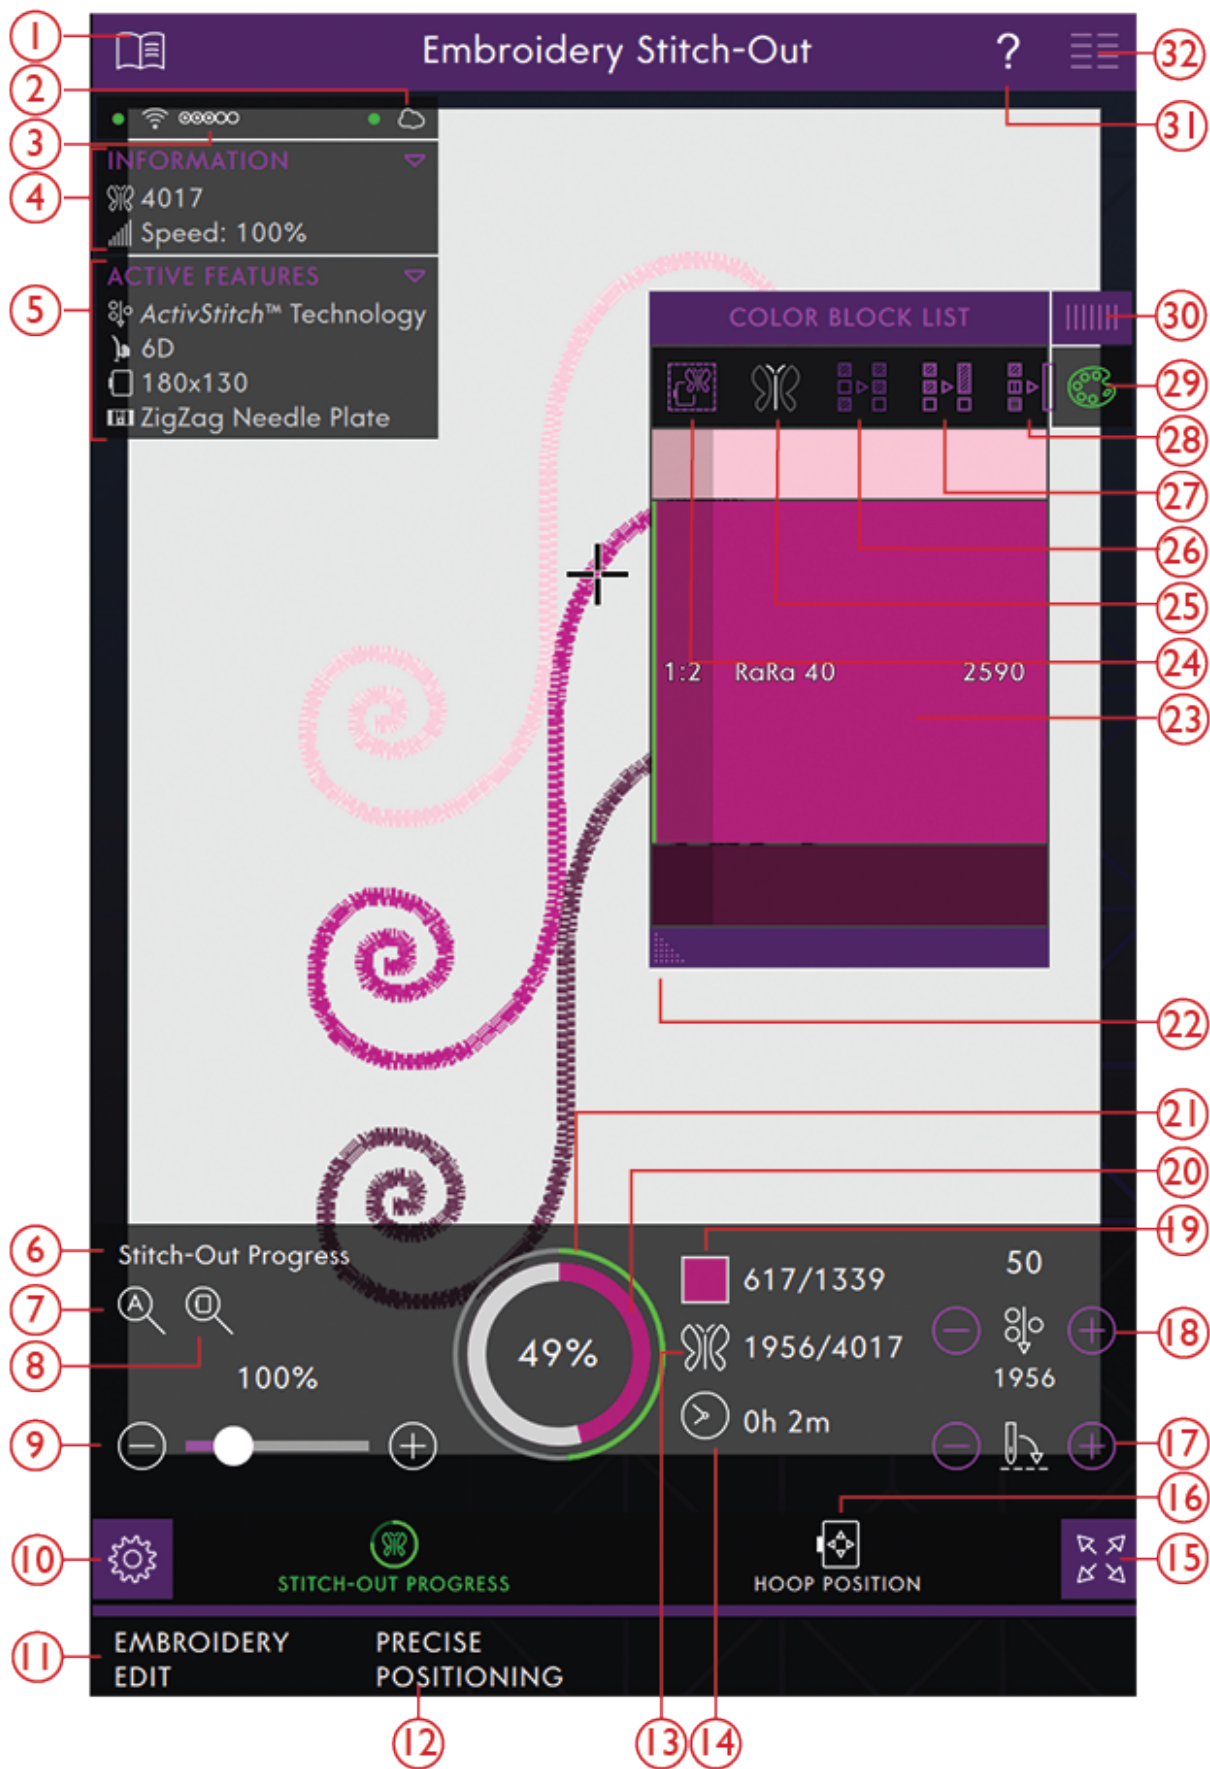 1
Embroidery Stitch-Out
?
32
2
31
3
INFORMATION
4
4017
Speed: 100%
ACTIVE FEATURES
5
ActivStitch™ Technology
6D
180x130
ZigZag Needle Plate
COLOR BLOCK LIST
30
29
28
27
26
25
24
1:2 RaRa 40 2590
23
22
21
20
19
6
Stitch-Out Progress
50
617/1339
7
A
18
49%
1956/4017
8
100%
1956
0h 2m
9
17
16
10
STITCH-OUT PROGRESS
HOOP POSITION
15
11
EMBROIDERY
EDIT
PRECISE
POSITIONING
12
13
14